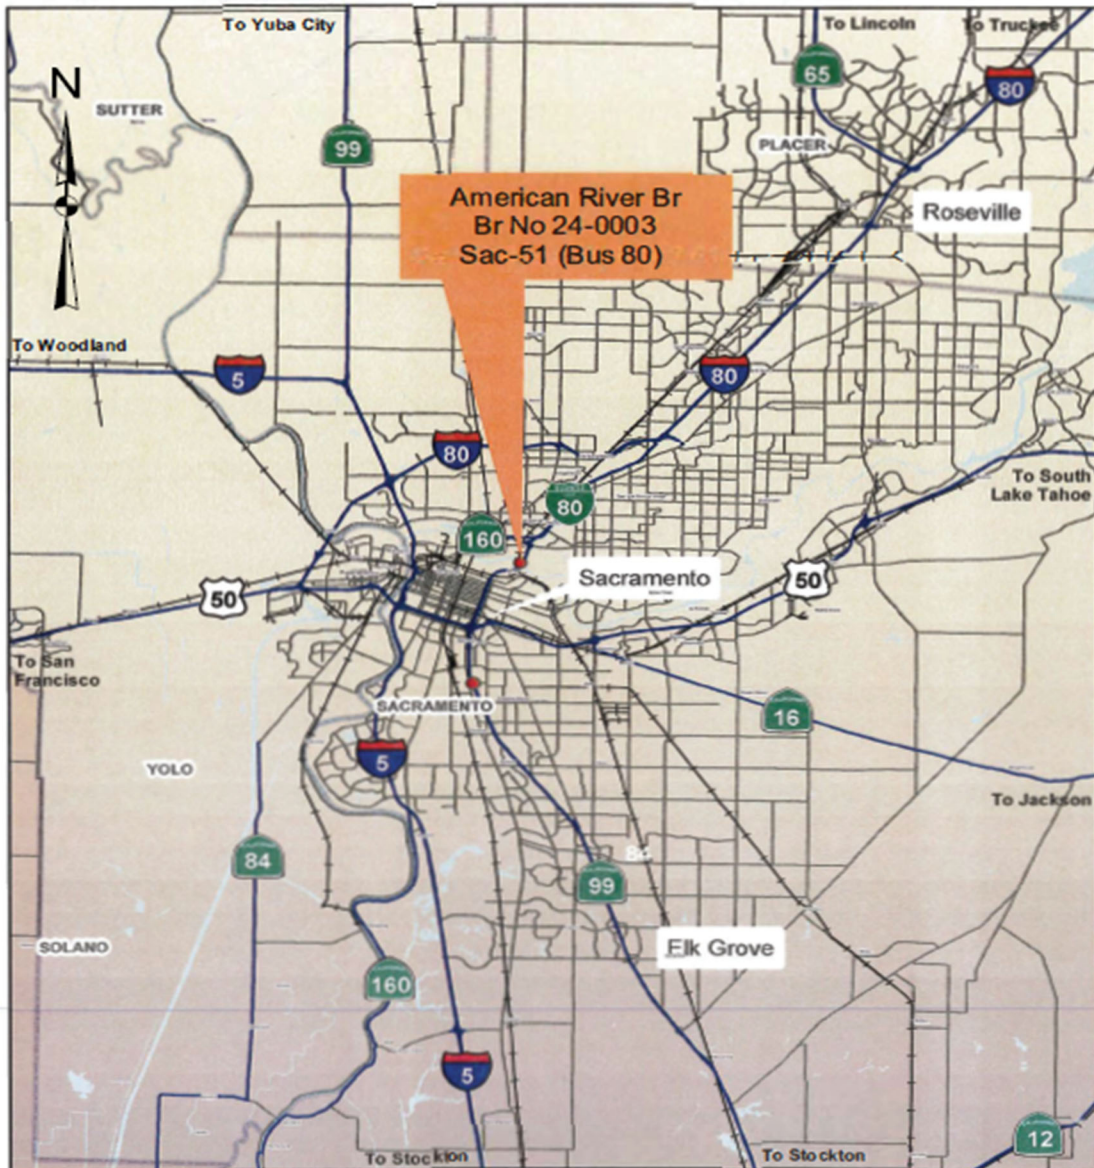 To Yuba City
To Lincoln
To Truckee
N
SUTTER
65
80
99
PLACER
American River Br
Br No 24-0003
Sac-51 (Bus 80)
Roseville
To Woodland
5
80
80
To South
Lake Tahoe
80
160
Sacramento
50
50
To San
Francisco
SACRAMENTO
16
5
YOLO
To Jackson
84
84
99
SOLANO
Elk Grove
160
5
12
To Stockton
To Stockton